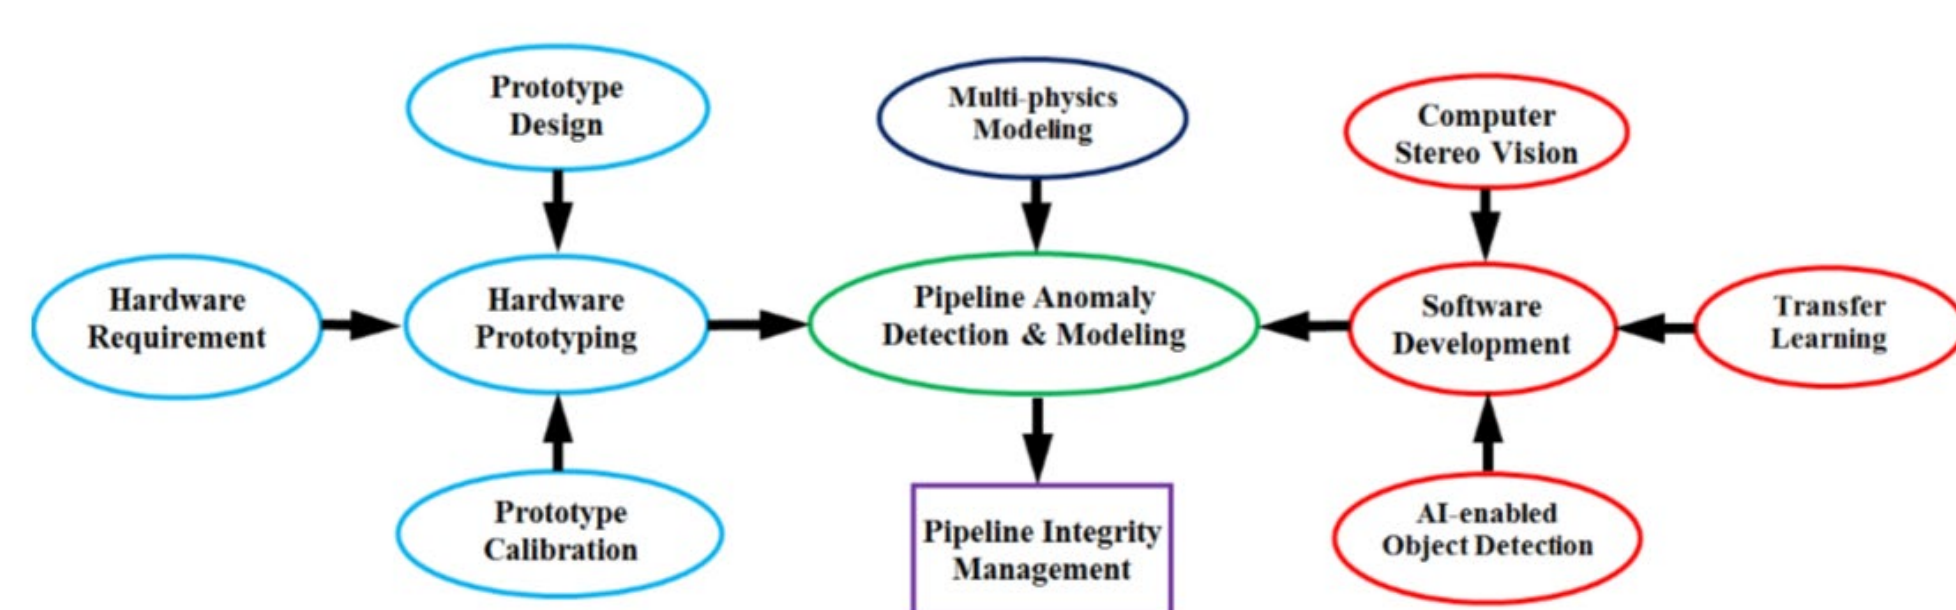 Prototype
Design
Multi-physics
Modeling
Computer
Stereo Vision
Hardware
Requirement
Hardware
Prototyping
Pipeline Anomaly
Detection & Modeling
Software
Development
Transfer
Learning
Prototype
Calibration
Pipeline Integrity
Management
AI-enabled
Object Detection